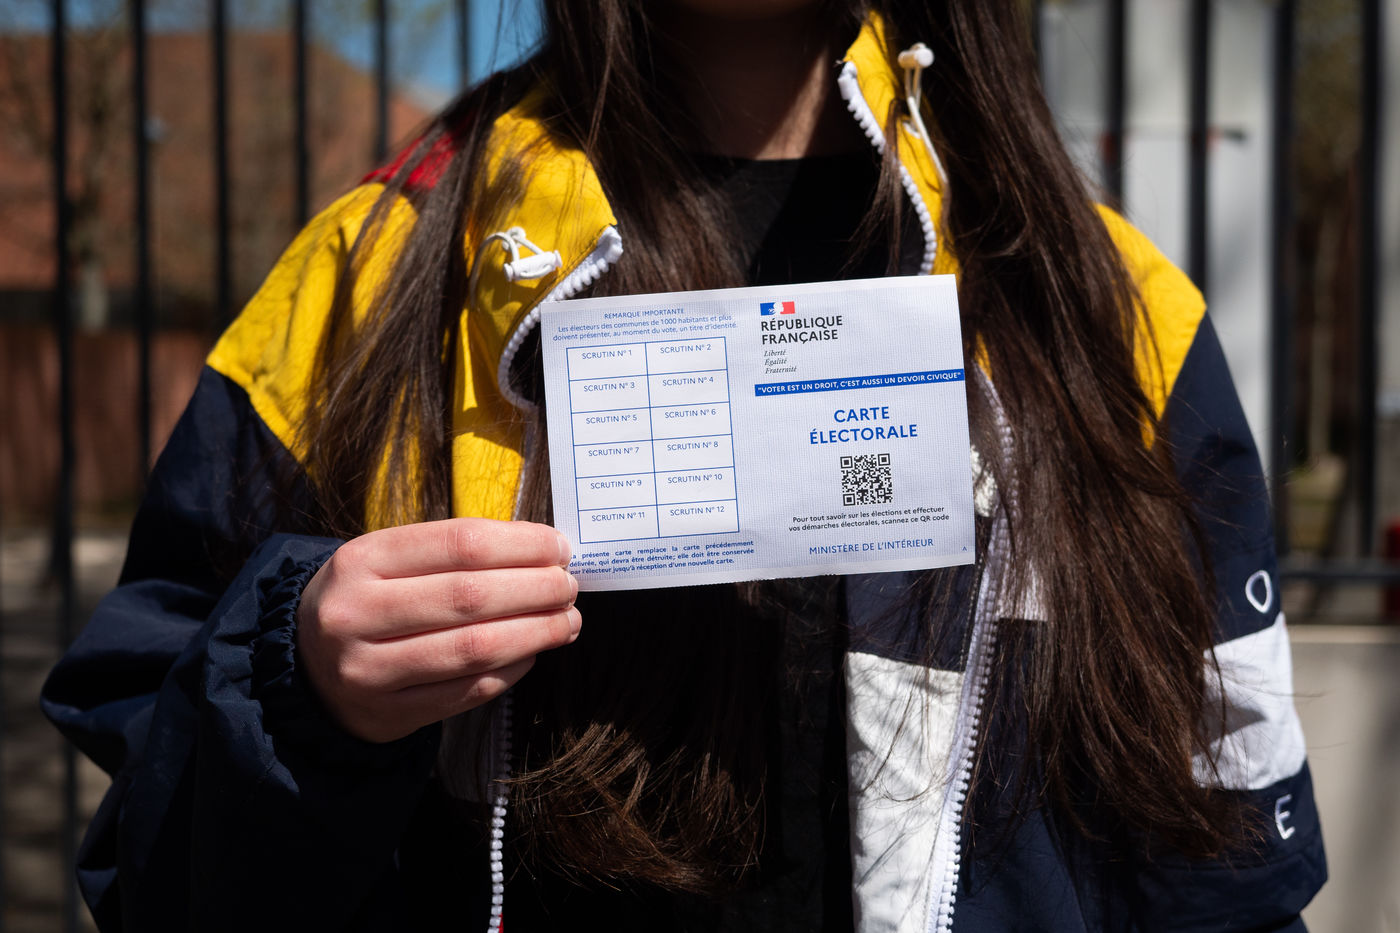 REMARQUE IMPORTANTE
Les électeurs des communes de 1000 habitants et plus
doivent présenter, au moment du vote, un titre d'identité.
SCRUTIN N° 1
SCRUTIN N° 2
SCRUTIN N° 3
SCRUTIN N° 4
SCRUTIN N° 5
SCRUTIN N° 6
SCRUTIN N° 7
SCRUTIN N° 8
SCRUTIN N° 9
SCRUTIN N° 10
SCRUTIN N° 11
SCRUTIN N° 12
présente carte remplace la carte précédemment
délivrée, qui devra être détruite; elle doit être conservée
par l'électeur jusqu'à réception d'une nouvelle carte.
RÉPUBLIQUE
FRANÇAISE
Liberté
Égalité
Fraternité
"VOTER EST UN DROIT, C'EST AUSSI UN DEVOIR CIVIQUE"
CARTE
ÉLECTORALE
Pour tout savoir sur les élections et effectuer
vos démarches électorales, scannez ce QR code
MINISTÈRE DE L'INTÉRIEUR
A
O
E